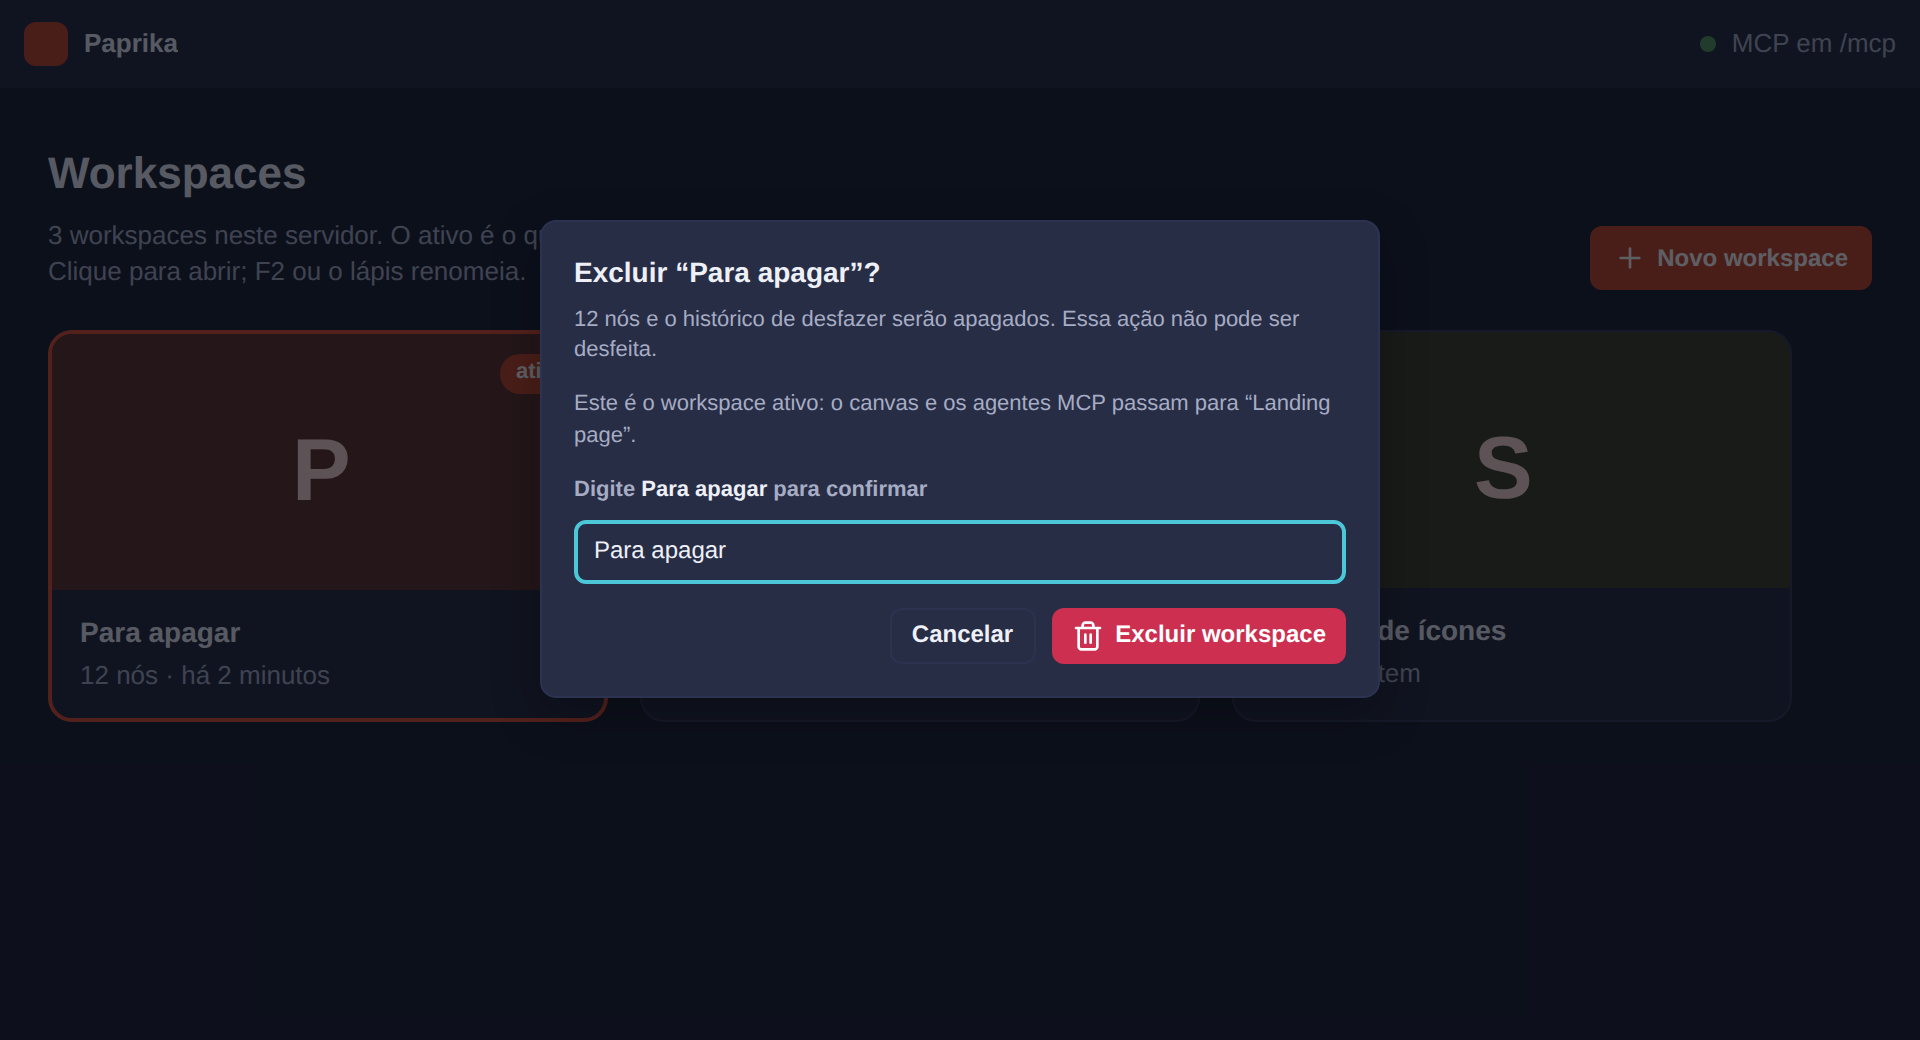 Paprika
MCP em /mcp
Workspaces
3 workspaces neste servidor. O ativo é o
Clique para abrir; F2 ou o lápis renomeia.
Novo workspace
P
Para apagar
12 nós · há 2 minutos
Excluir “Para apagar”?
12 nós e o histórico de desfazer serão apagados. Essa ação não pode ser
desfeita.
Este é o workspace ativo: o canvas e os agentes MCP passam para “Landing
page”.
Digite Para apagar para confirmar
Para apagar
Cancelar
Excluir workspace
S
de ícones